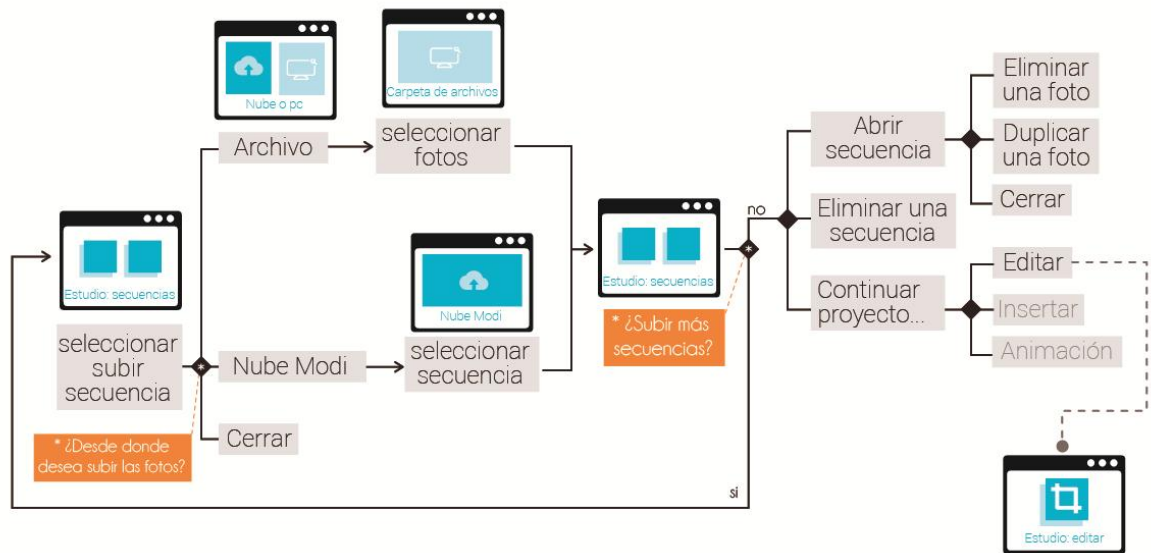 Nube o pc
Carpeta de archivos
Archivo
seleccionar
fotos
Estudio: secuencias
seleccionar
subir
secuencia
*
* ¿Desde donde
desea subir las fotos?
Nube Modi
Nube Modi
seleccionar
secuencia
Cerrar
Estudio: secuencias
*
* ¿Subir más
secuencias?
no
si
Abrir
secuencia
Eliminar
una foto
Duplicar
una foto
Cerrar
Eliminar una
secuencia
Continuar
proyecto...
Editar
Insertar
Animación
Estudio: editar